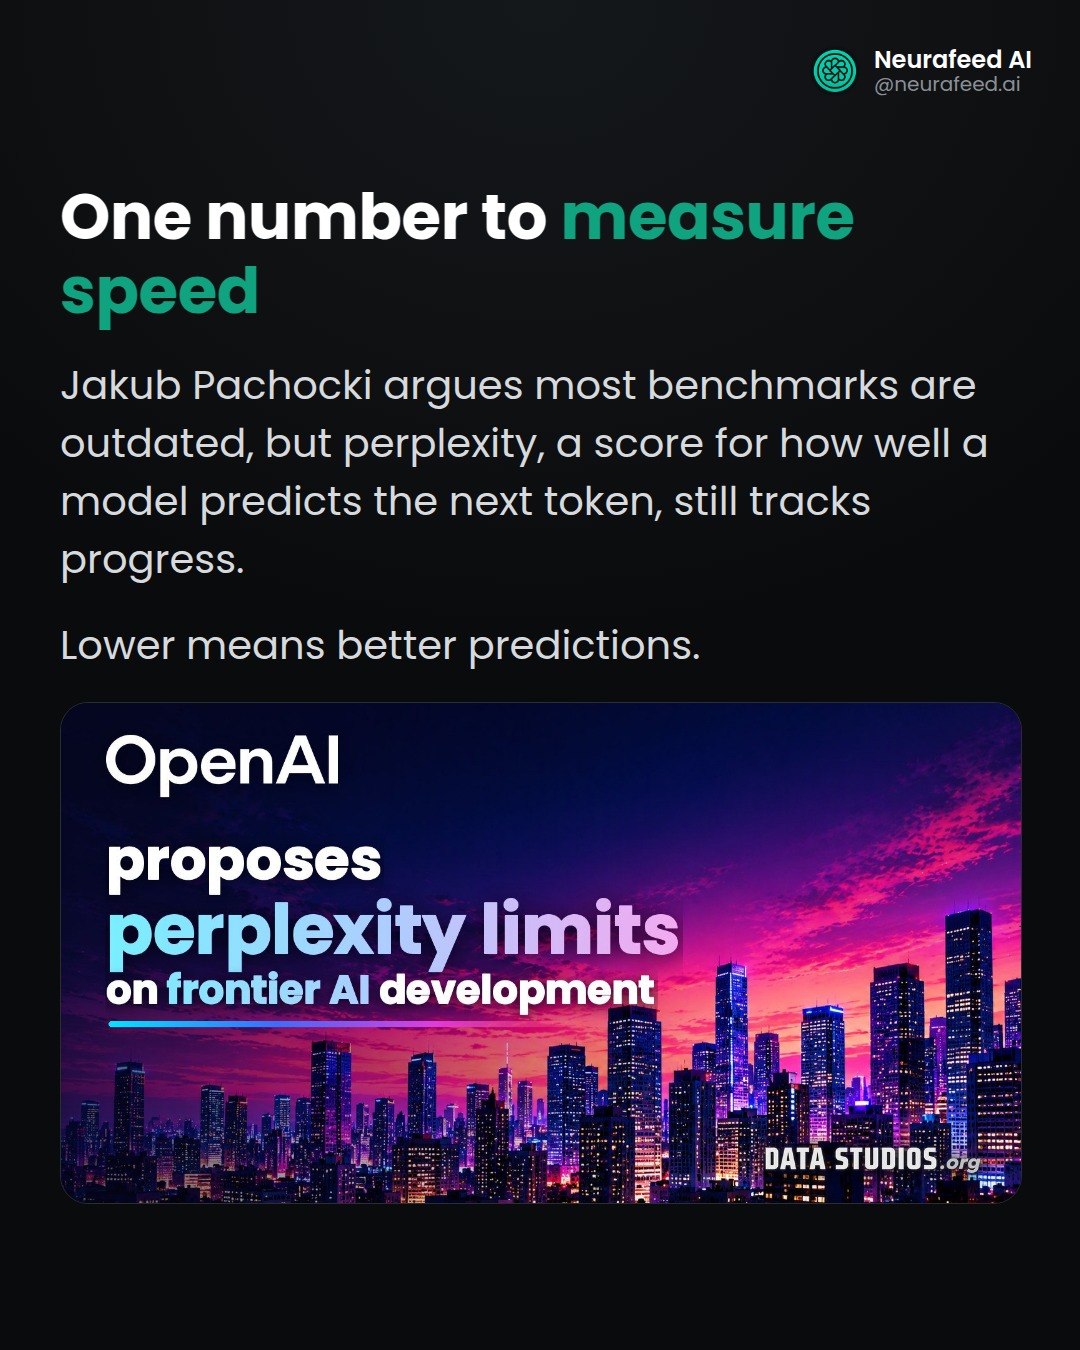 Neurafeed AI
@neurafeed.ai
One number to measure
speed
Jakub Pachocki argues most benchmarks are
outdated, but perplexity, a score for how well a
model predicts the next token, still tracks
progress.
Lower means better predictions.
OpenAI
proposes
perplexity limits
on frontier AI development
DATA STUDIOS.org